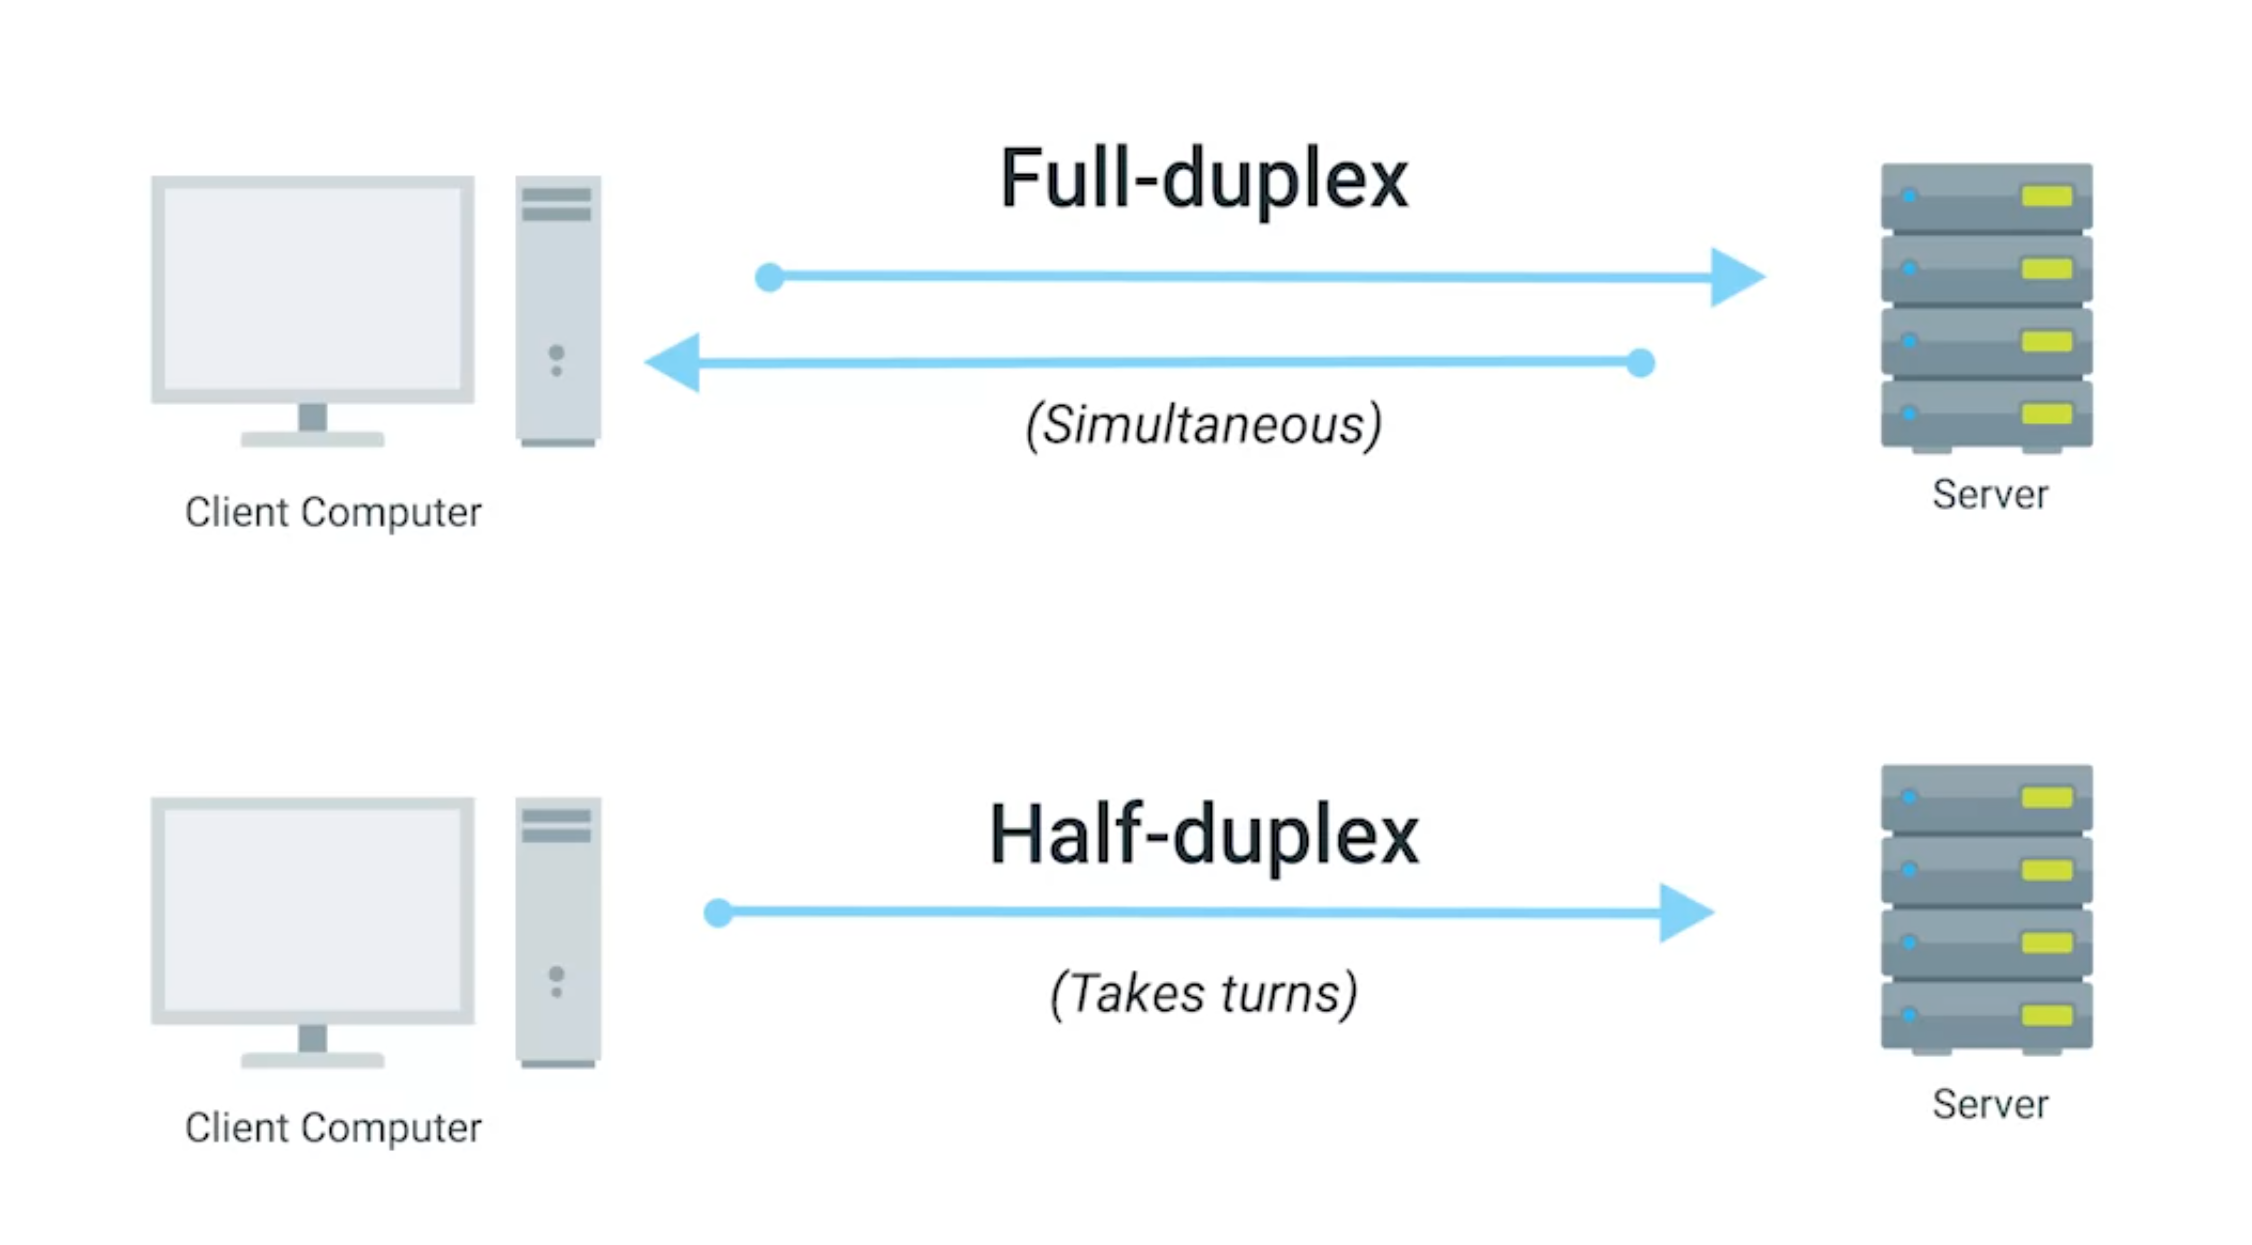 Full-duplex
(Simultaneous)
Client Computer
Server
Half-duplex
(Takes turns)
Client Computer
Server